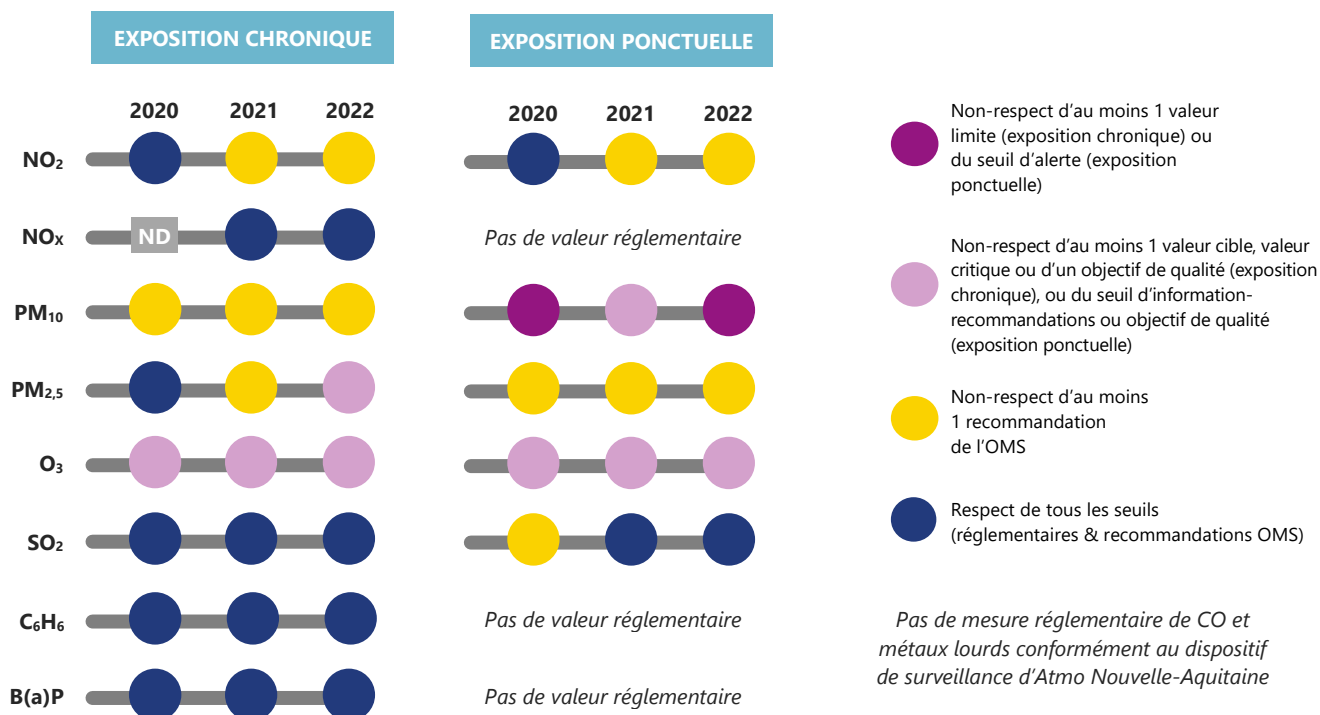 EXPOSITION CHRONIQUE
2020 2021 2022
NO₂
NOₓ ND
PM₁₀
PM₂,₅
O₃
SO₂
C₆H₆
B(a)P
EXPOSITION PONCTUELLE
2020 2021 2022
Pas de valeur réglementaire
Pas de valeur réglementaire
Pas de valeur réglementaire
Non-respect d'au moins 1 valeur
limite (exposition chronique) ou
du seuil d'alerte (exposition
ponctuelle)
Non-respect d'au moins 1 valeur cible, valeur
critique ou d'un objectif de qualité (exposition
chronique), ou du seuil d'information-
recommandations ou objectif de qualité
(exposition ponctuelle)
Non-respect d'au moins
1 recommandation
de l'OMS
Respect de tous les seuils
(réglementaires & recommandations OMS)
Pas de mesure réglementaire de CO et
métaux lourds conformément au dispositif
de surveillance d'Atmo Nouvelle-Aquitaine